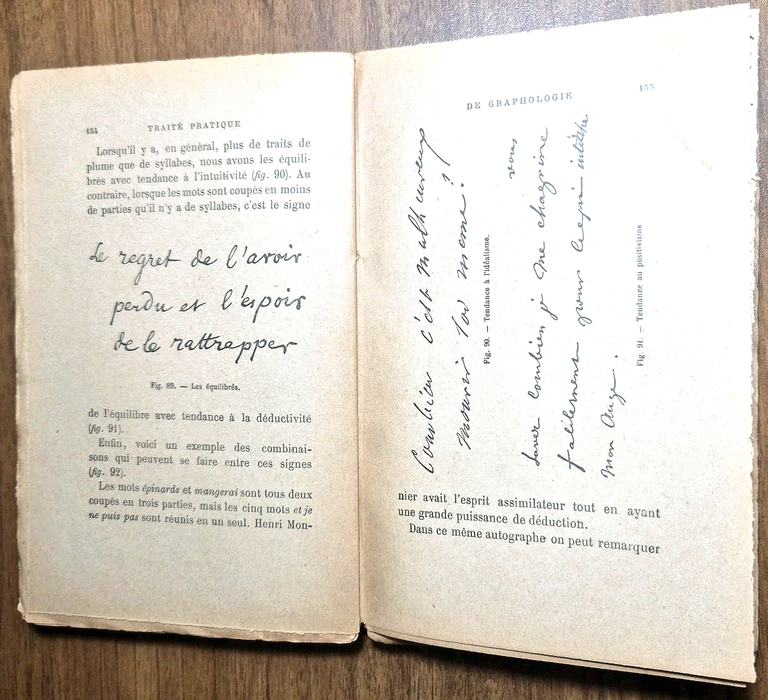 154 TRAITÉ PRATIQUE
Lorsqu'il y a, en général, plus de traits de
plume que de syllabes, nous avons les équili-
brés avec tendance à l'intuitivité (fig. 90). Au
contraire, lorsque les mots sont coupés en moins
de parties qu'il n'y a de syllabes, c'est le signe
Le regret de l'avoir
perdu et l'espoir
de le rattrapper
Fig. 89. — Les équilibrés.
de l'équilibre avec tendance à la déductivité
(fig. 91).
Enfin, voici un exemple des combinai-
sons qui peuvent se faire entre ces signes
(fig. 92).
Les mots épinards et mangerai sont tous deux
coupés en trois parties, mais les cinq mots et je
ne puis pas sont réunis en un seul. Henri Mon-
DE GRAPHOLOGIE 155
Combien c'est malheureux
mourir
Fig. 90. — Tendance à l'idéalisme.
vous
savez combien je me chagrine
facilement pour
mon Ange.
Fig. 91. — Tendance au positivisme
nier avait l'esprit assimilateur tout en ayant
une grande puissance de déduction.
Dans ce même autographe on peut remarquer